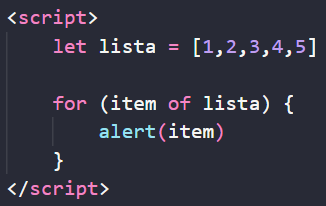 <script>
let lista = [1,2,3,4,5]
for (item of lista) {
alert(item)
}
</script>